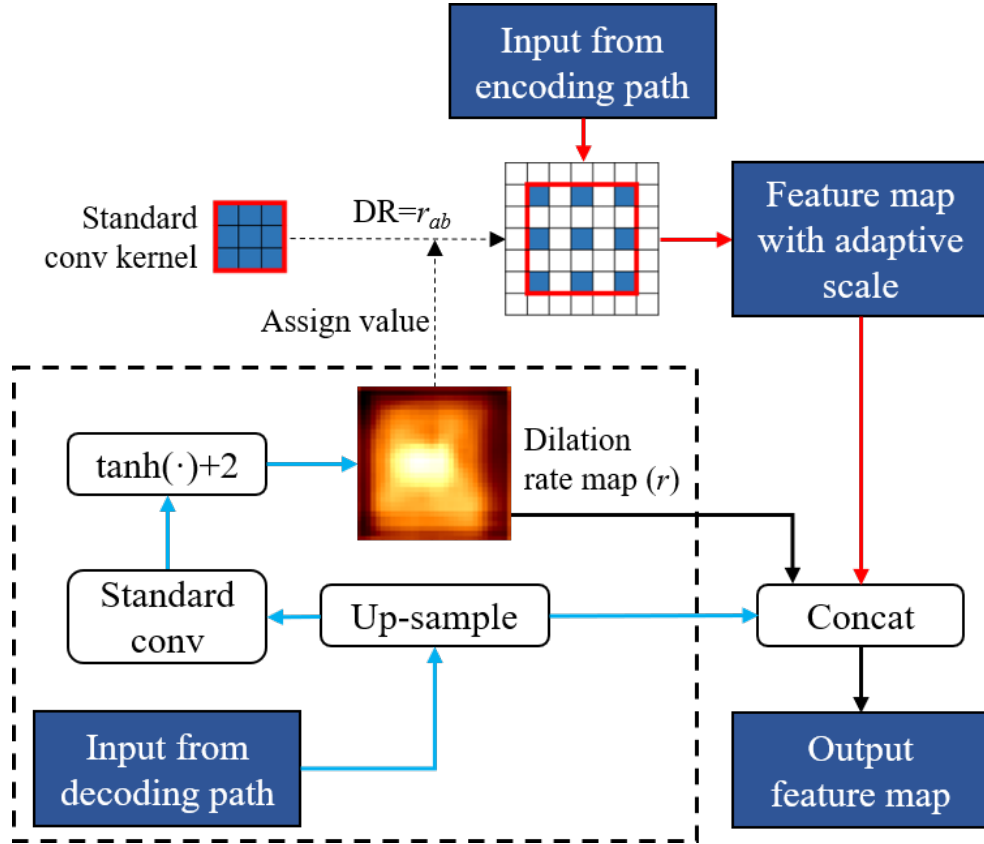 Input from
encoding path
Standard
conv kernel
DR=r_ab
Feature map
with adaptive
scale
Assign value
tanh(·)+2
Dilation
rate map (r)
Standard
conv
Up-sample
Concat
Input from
decoding path
Output
feature map